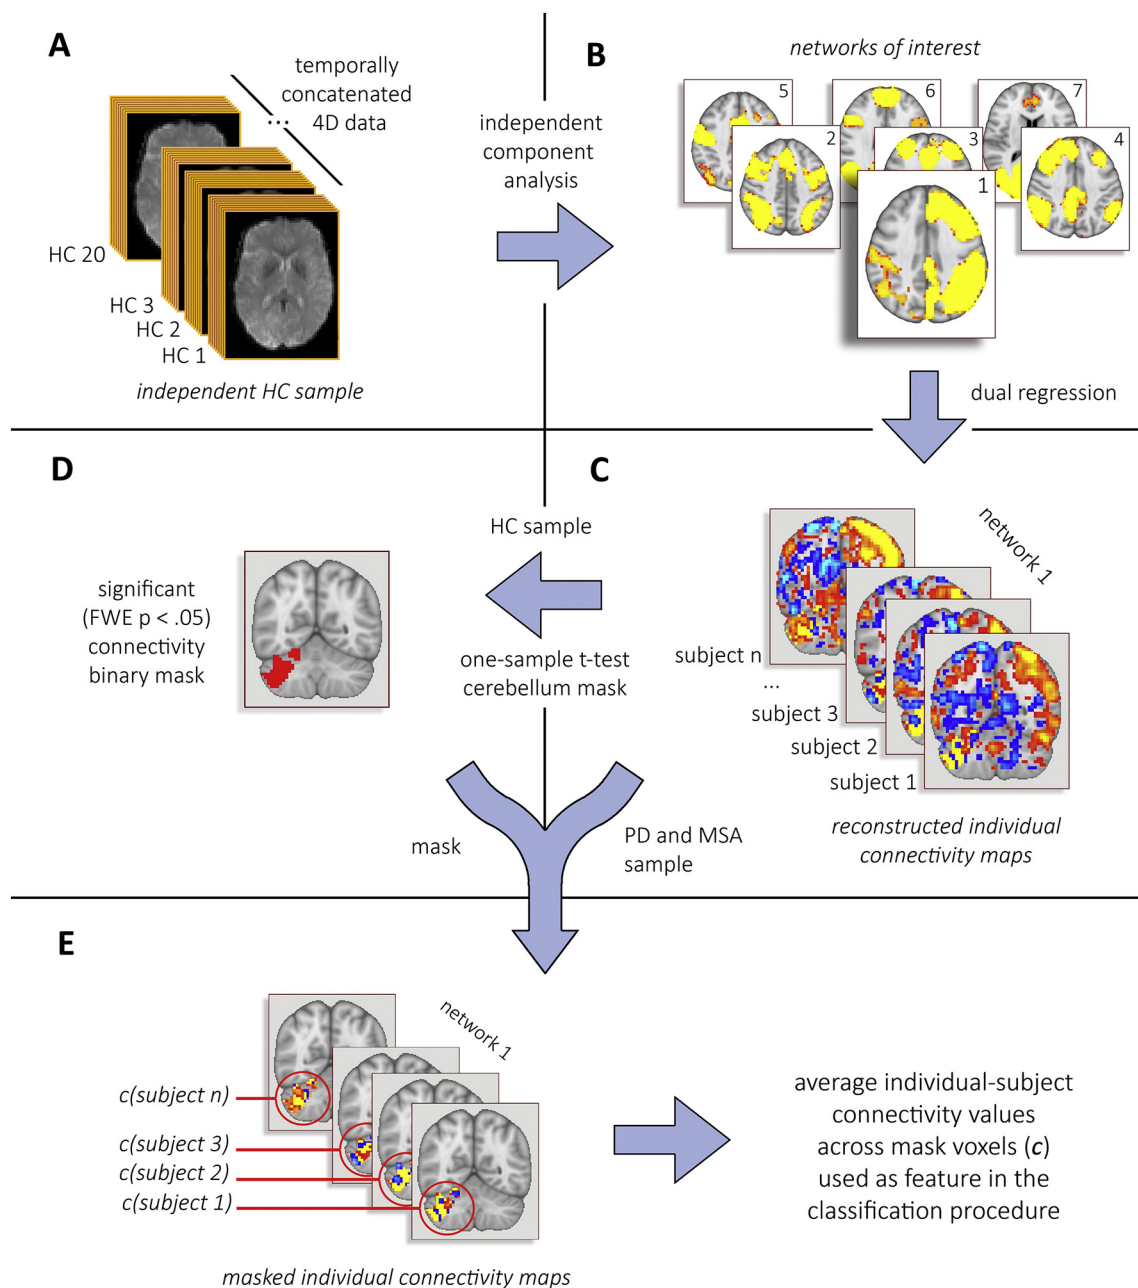 A
temporally
concatenated
4D data
...
HC 20
HC 3
HC 2
HC 1
independent HC sample
independent
component
analysis
B
networks of interest
5
6
7
2
3
4
1
dual regression
C
network 1
subject n
...
subject 3
subject 2
subject 1
reconstructed individual
connectivity maps
D
HC sample
one-sample t-test
cerebellum mask
significant
(FWE p < .05)
connectivity
binary mask
mask
PD and MSA
sample
E
network 1
c(subject n)
c(subject 3)
c(subject 2)
c(subject 1)
masked individual connectivity maps
average individual-subject
connectivity values
across mask voxels (c)
used as feature in the
classification procedure